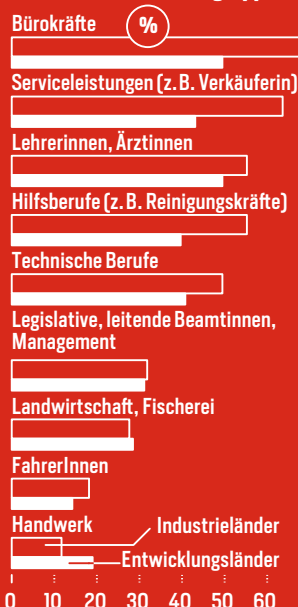 Bürokräfte %
Serviceleistungen (z.B. Verkäuferin)
Lehrerinnen, Ärztinnen
Hilfsberufe (z.B. Reinigungskräfte)
Technische Berufe
Legislative, leitende Beamtinnen,
Management
Landwirtschaft, Fischerei
FahrerInnen
Handwerk Industrieländer
Entwicklungsländer
0 10 20 30 40 50 60